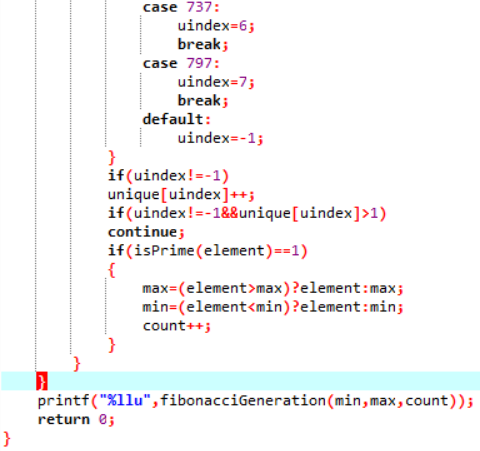 case 737:
uindex=6;
break;
case 797:
uindex=7;
break;
default:
uindex=-1;
}
if(uindex!=-1)
unique[uindex]++;
if(uindex!=-1&&unique[uindex]>1)
continue;
if(isPrime(element)==1)
{
max=(element>max)?element:max;
min=(element<min)?element:min;
count++;
}
}
}
printf("%llu",fibonacciGeneration(min,max,count));
return 0;
}